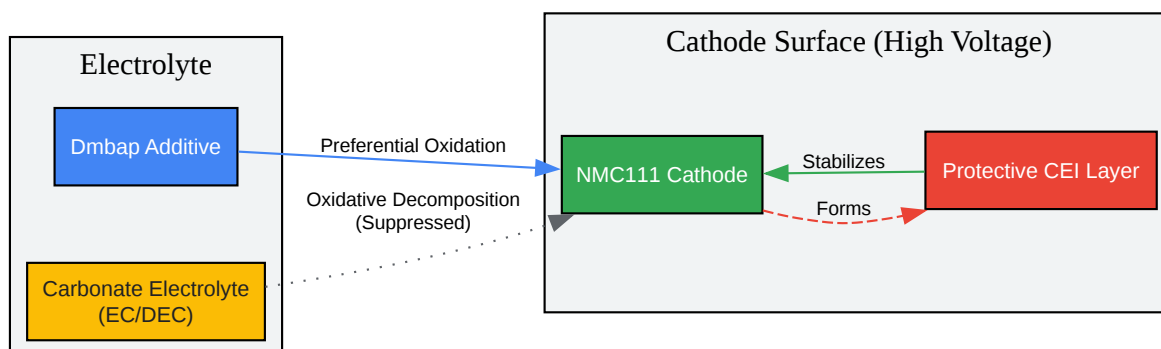 Electrolyte
Dmbap Additive
Carbonate Electrolyte
(EC/DEC)
Preferential Oxidation
Oxidative Decomposition
(Suppressed)
Cathode Surface (High Voltage)
NMC111 Cathode
Stabilizes
Forms
Protective CEI Layer